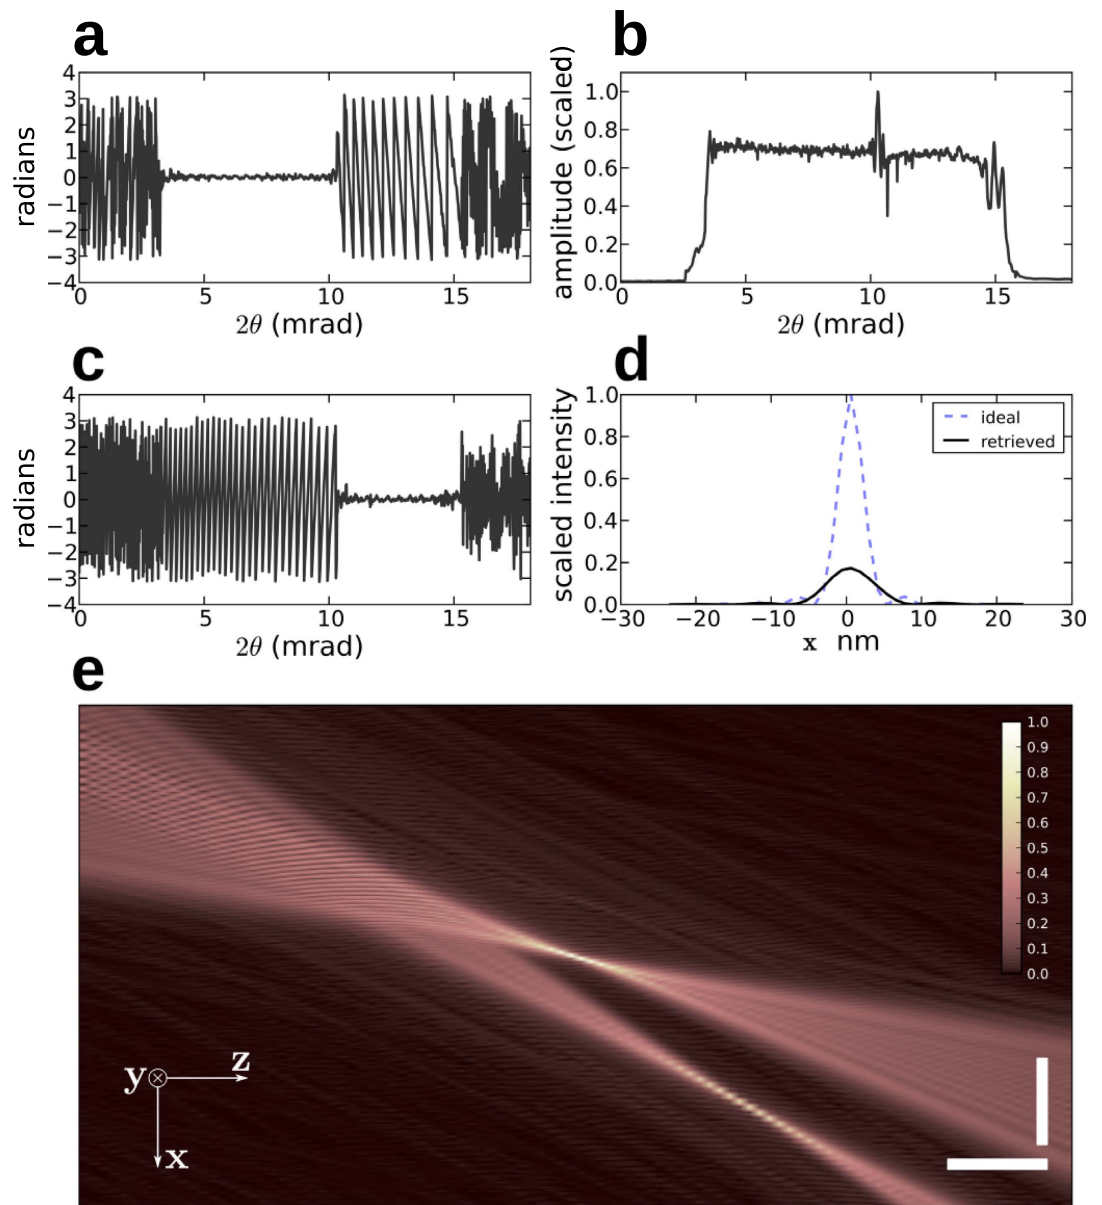 a
4
3
2
1
0
−1
−2
−3
−4
radians
0 5 10 15
2θ (mrad)
b
1.0
0.8
0.6
0.4
0.2
0.0
amplitude (scaled)
0 5 10 15
2θ (mrad)
c
4
3
2
1
0
−1
−2
−3
−4
radians
0 5 10 15
2θ (mrad)
d
1.0
0.8
0.6
0.4
0.2
0.0
scaled intensity
ideal
retrieved
−30 −20 −10 0 10 20 30
x nm
e
1.0
0.9
0.8
0.7
0.6
0.5
0.4
0.3
0.2
0.1
0.0
z
y
x